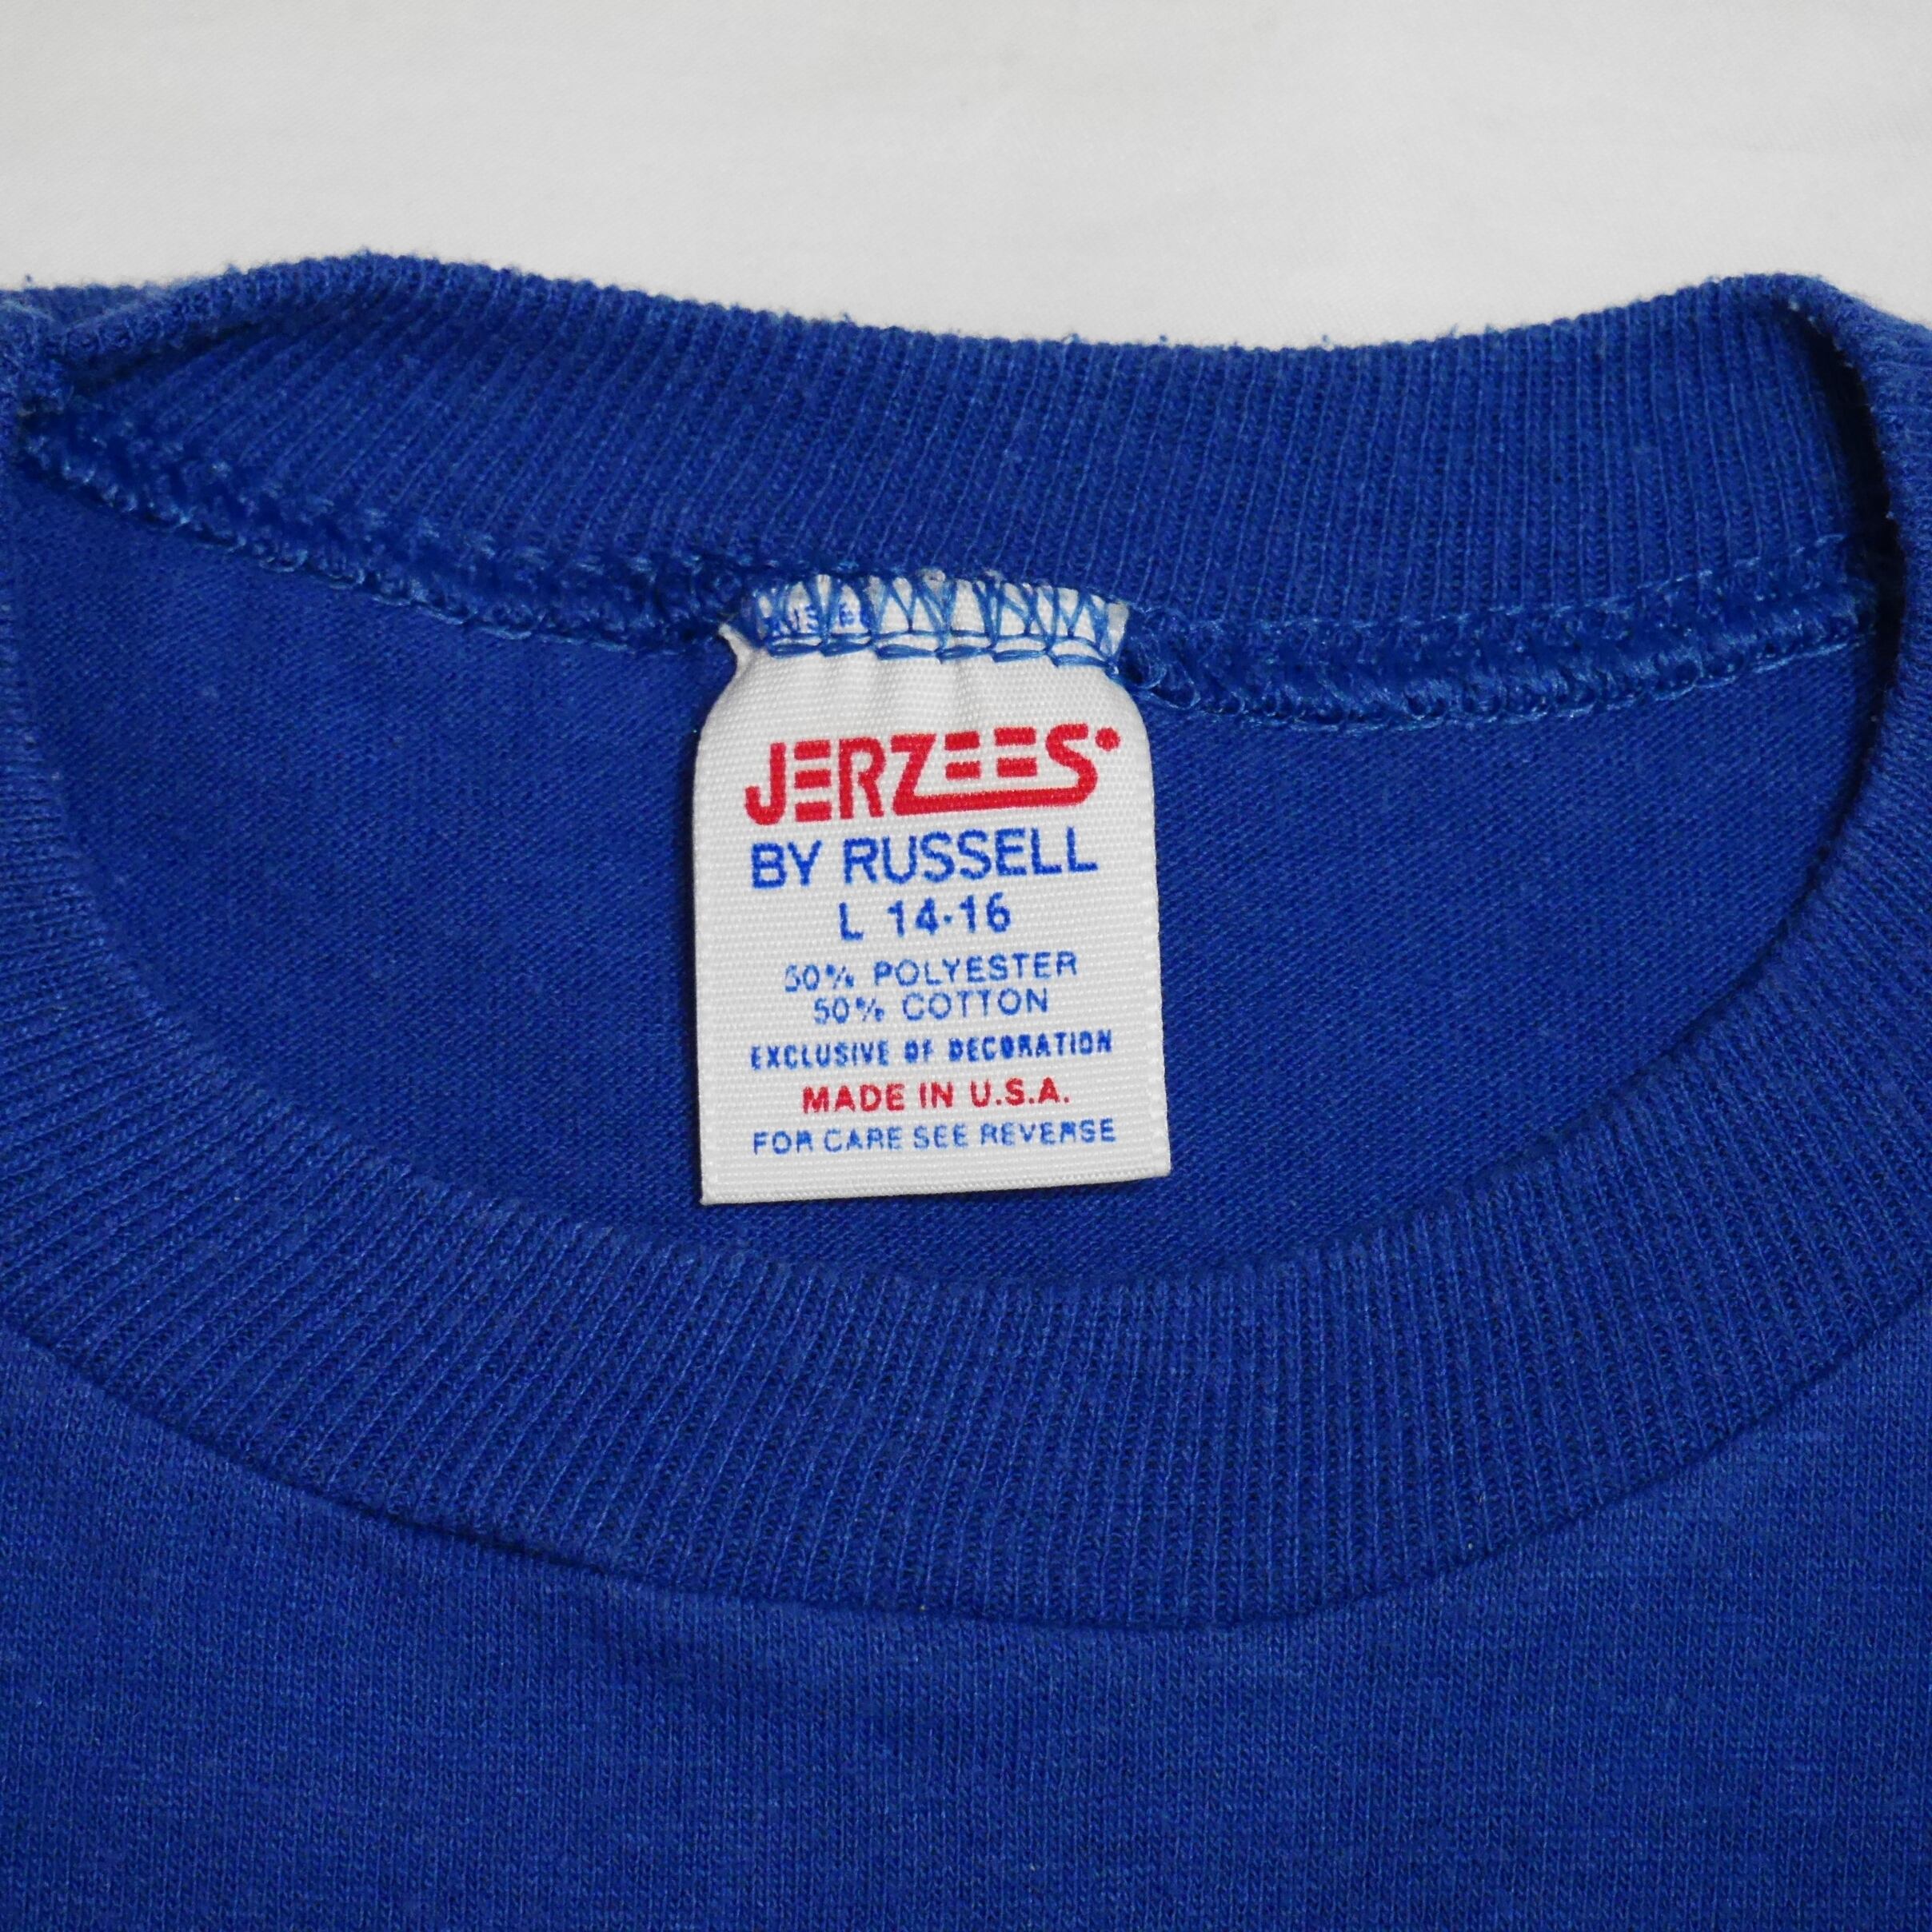 JERZEES
BY RUSSELL
L 14-16
50% POLYESTER
50% COTTON
EXCLUSIVE OF DECORATION
MADE IN U.S.A.
FOR CARE SEE REVERSE